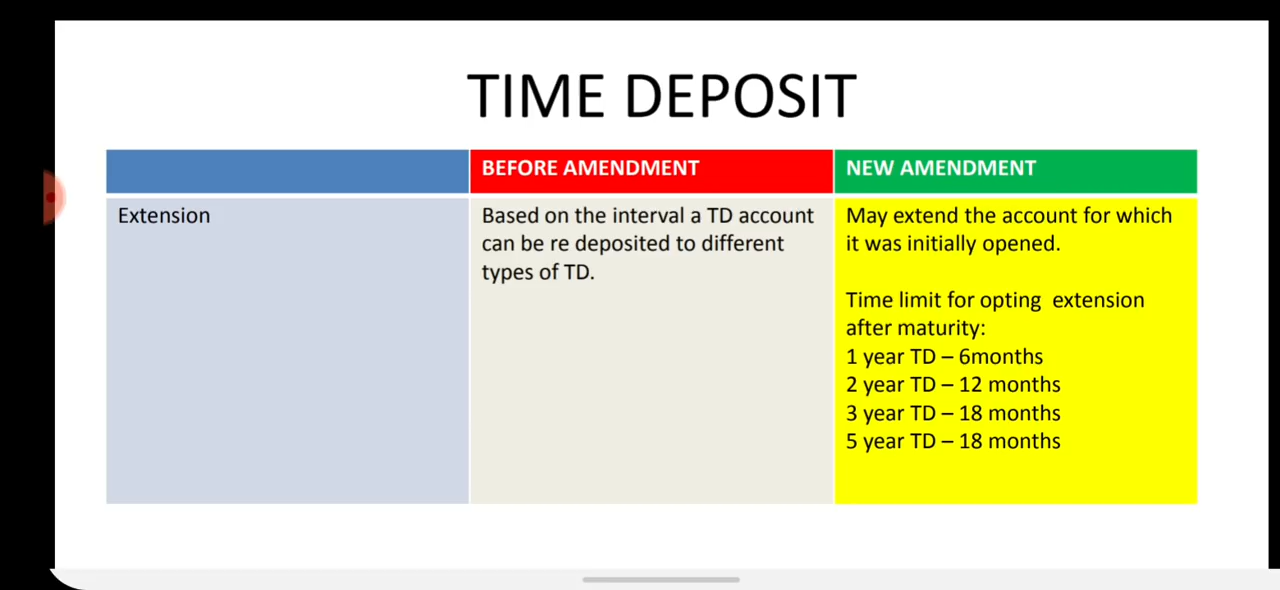 TIME DEPOSIT
BEFORE AMENDMENT
NEW AMENDMENT
Extension
Based on the interval a TD account
can be re deposited to different
types of TD.
May extend the account for which
it was initially opened.
Time limit for opting extension
after maturity:
1 year TD – 6months
2 year TD – 12 months
3 year TD – 18 months
5 year TD – 18 months